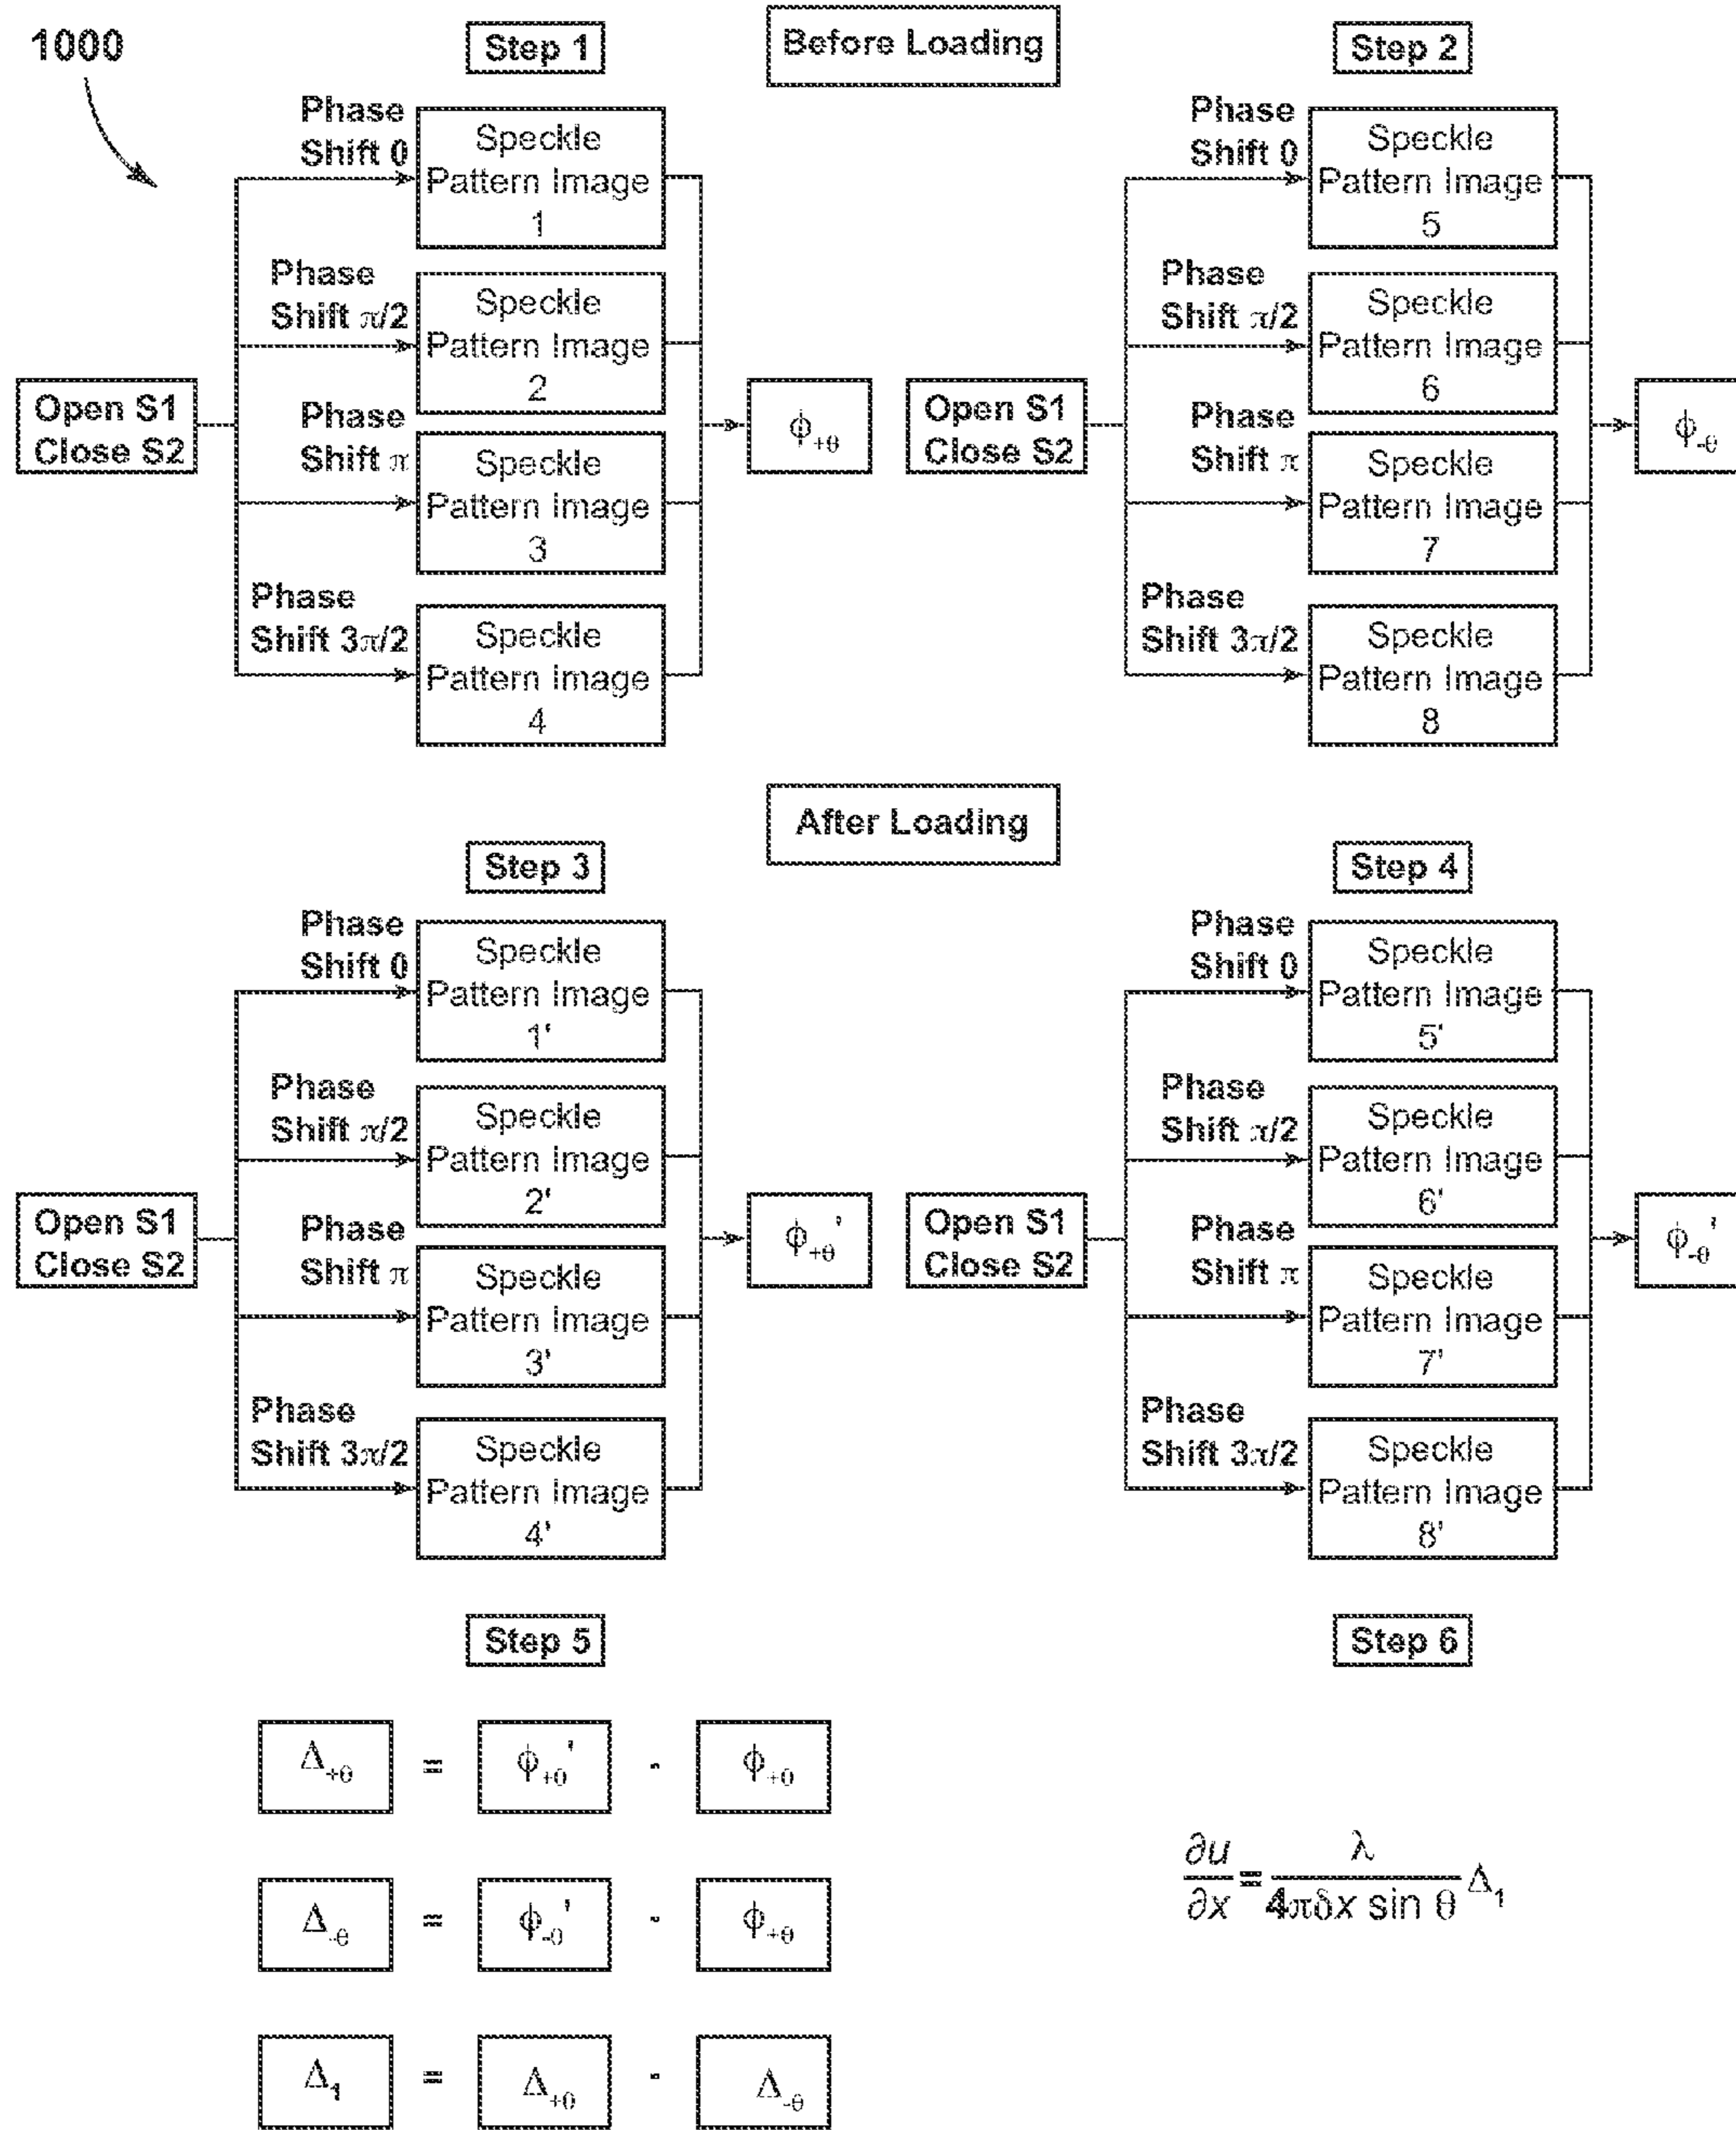 1000
Step 1
Before Loading
Step 2
Phase
Shift 0
Speckle
Pattern Image
1
Phase
Shift π/2
Speckle
Pattern Image
2
Open S1
Close S2
Phase
Shift π
Speckle
Pattern Image
3
Phase
Shift 3π/2
Speckle
Pattern Image
4
ϕ+θ
Phase
Shift 0
Speckle
Pattern Image
5
Phase
Shift π/2
Speckle
Pattern Image
6
Open S1
Close S2
Phase
Shift π
Speckle
Pattern Image
7
Phase
Shift 3π/2
Speckle
Pattern Image
8
ϕ-θ
After Loading
Step 3
Step 4
Phase
Shift 0
Speckle
Pattern Image
1'
Phase
Shift π/2
Speckle
Pattern Image
2'
Open S1
Close S2
Phase
Shift π
Speckle
Pattern Image
3'
Phase
Shift 3π/2
Speckle
Pattern Image
4'
ϕ+θ'
Phase
Shift 0
Speckle
Pattern Image
5'
Phase
Shift π/2
Speckle
Pattern Image
6'
Open S1
Close S2
Phase
Shift π
Speckle
Pattern Image
7'
Phase
Shift 3π/2
Speckle
Pattern Image
8'
ϕ-θ'
Step 5
Δ+θ = ϕ+θ' - ϕ+θ
Δ-θ = ϕ-θ' - ϕ+θ
Δ1 = Δ+θ - Δ-θ
Step 6
∂u/∂x = λ/4πδx sin θ Δ1